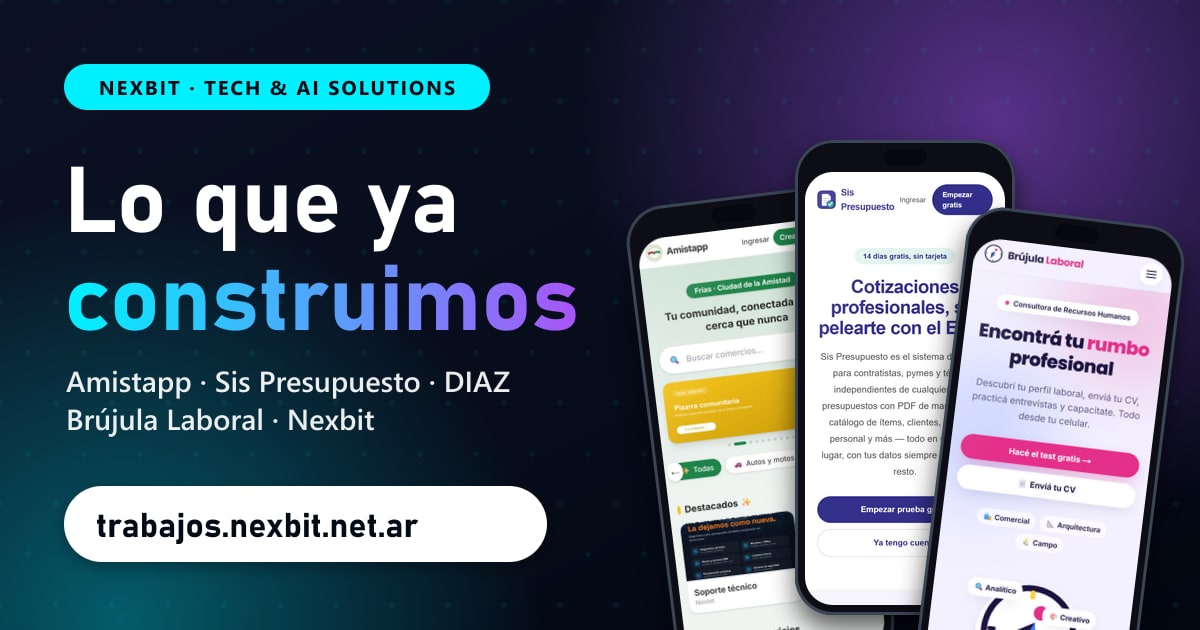 NEXBIT · TECH & AI SOLUTIONS
Lo que ya
construimos
Amistapp · Sis Presupuesto · DIAZ
Brújula Laboral · Nexbit
trabajos.nexbit.net.ar
Amistapp
Ingresar
Frías · Ciudad de la Amistad
Tu comunidad, conectada
cerca que nunca
Buscar comercios...
Pizarra comunitaria
Todas
Autos y motos
Destacados
La dejamos como nueva.
Soporte técnico
Nexbit
Sis
Presupuesto
Ingresar
Empezar
gratis
14 días gratis, sin tarjeta
Cotizaciones
profesionales,
pelearte con el
Sis Presupuesto es el sistema
para contratistas, pymes y
independientes de cualquier
presupuestos con PDF de
catálogo de ítems, clientes,
personal y más — todo en
lugar, con tus datos siempre
resto.
Empezar prueba
Ya tengo
Brújula Laboral
Consultora de Recursos Humanos
Encontrá tu rumbo
profesional
Descubrí tu perfil laboral, enviá tu CV,
practicá entrevistas y capacitate. Todo
desde tu celular.
Hacé el test gratis →
Enviá tu CV
Comercial
Arquitectura
Campo
Analítico
Creativo